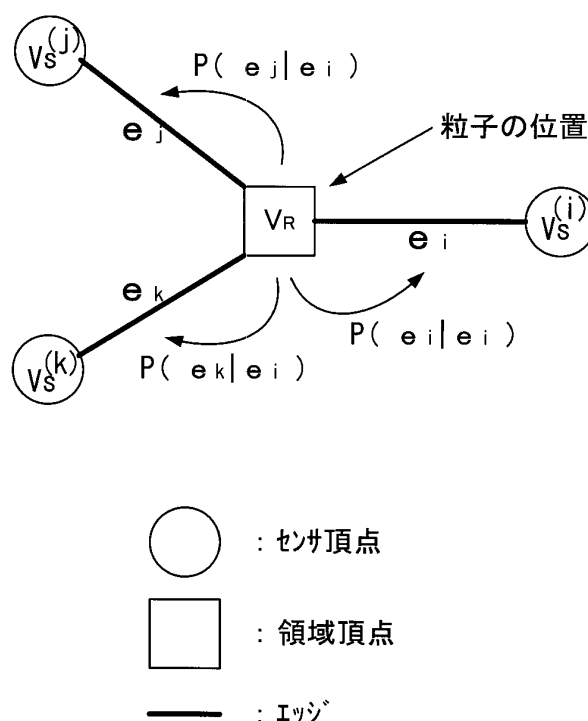 Vs(j)
P( ej|ei )
ej
粒子の位置
VR
Vs(i)
ei
ek
P( ei|ei )
Vs(k)
P( ek|ei )
: センサ頂点
: 領域頂点
: エッジ